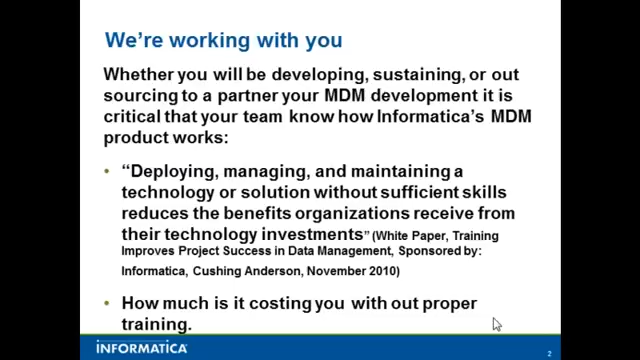 We're working with you
Whether you will be developing, sustaining, or out
sourcing to a partner your MDM development it is
critical that your team know how Informatica's MDM
product works:
• “Deploying, managing, and maintaining a
technology or solution without sufficient skills
reduces the benefits organizations receive from
their technology investments” (White Paper, Training
Improves Project Success in Data Management, Sponsored by:
Informatica, Cushing Anderson, November 2010)
• How much is it costing you with out proper
training.
INFORMATICA
2